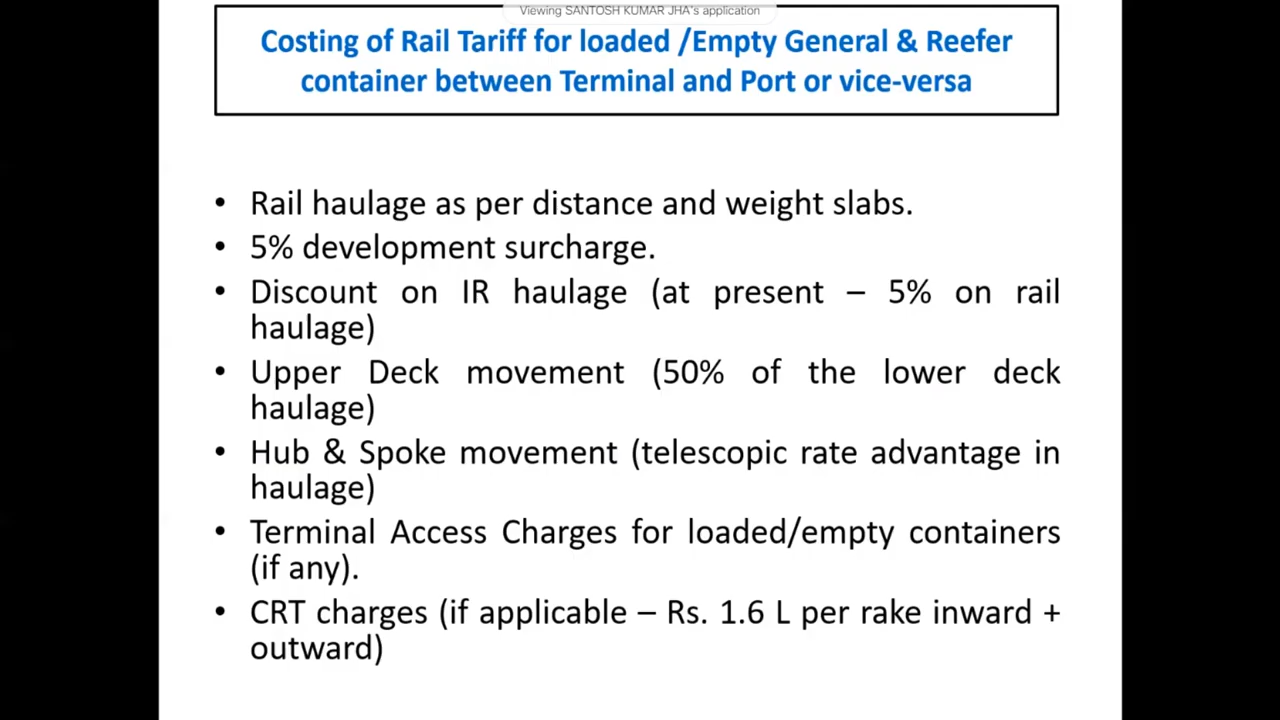 Viewing SANTOSH KUMAR JHA's application
Costing of Rail Tariff for loaded /Empty General & Reefer
container between Terminal and Port or vice-versa
• Rail haulage as per distance and weight slabs.
• 5% development surcharge.
• Discount on IR haulage (at present – 5% on rail
haulage)
• Upper Deck movement (50% of the lower deck
haulage)
• Hub & Spoke movement (telescopic rate advantage in
haulage)
• Terminal Access Charges for loaded/empty containers
(if any).
• CRT charges (if applicable – Rs. 1.6 L per rake inward +
outward)